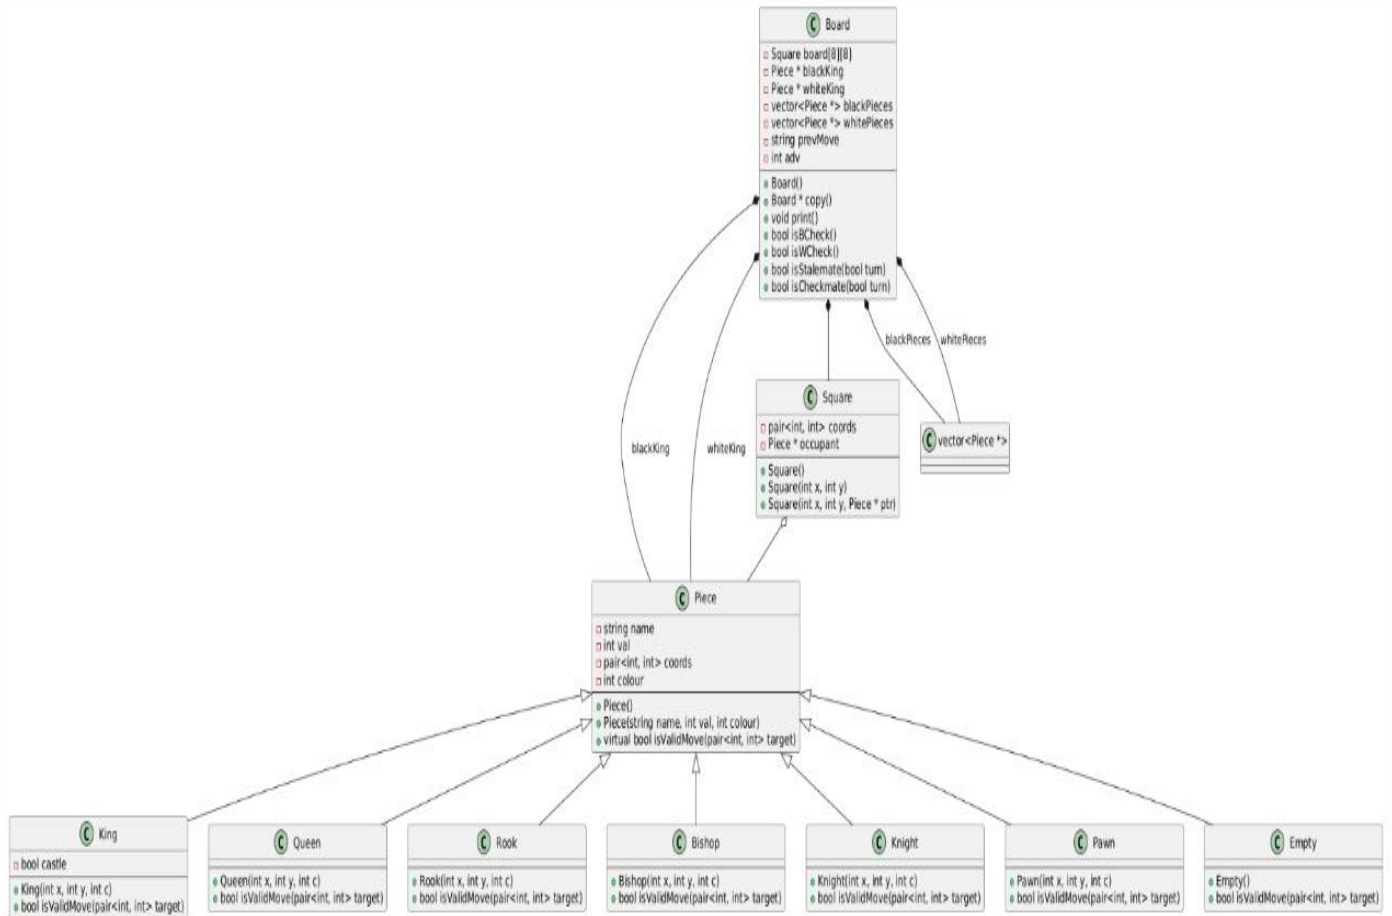 C Board
Square board[8][8]
Piece * blackKing
Piece * whiteKing
vector<Piece *> blackPieces
vector<Piece *> whitePieces
string prevMove
int adv
Board()
Board * copy()
void print()
bool isBCheck()
bool isWCheck()
bool isStalemate(bool turn)
bool isCheckmate(bool turn)
blackPieces whitePieces
C Square
pair<int, int> coords
Piece * occupant
Square()
Square(int x, int y)
Square(int x, int y, Piece * ptr)
C vector<Piece *>
blackKing whiteKing
C Piece
string name
int val
pair<int, int> coords
int colour
Piece()
Piece(string name, int val, int colour)
virtual bool isValidMove(pair<int, int> target)
C King
bool castle
King(int x, int y, int c)
bool isValidMove(pair<int, int> target)
C Queen
Queen(int x, int y, int c)
bool isValidMove(pair<int, int> target)
C Rook
Rook(int x, int y, int c)
bool isValidMove(pair<int, int> target)
C Bishop
Bishop(int x, int y, int c)
bool isValidMove(pair<int, int> target)
C Knight
Knight(int x, int y, int c)
bool isValidMove(pair<int, int> target)
C Pawn
Pawn(int x, int y, int c)
bool isValidMove(pair<int, int> target)
C Empty
Empty()
bool isValidMove(pair<int, int> target)